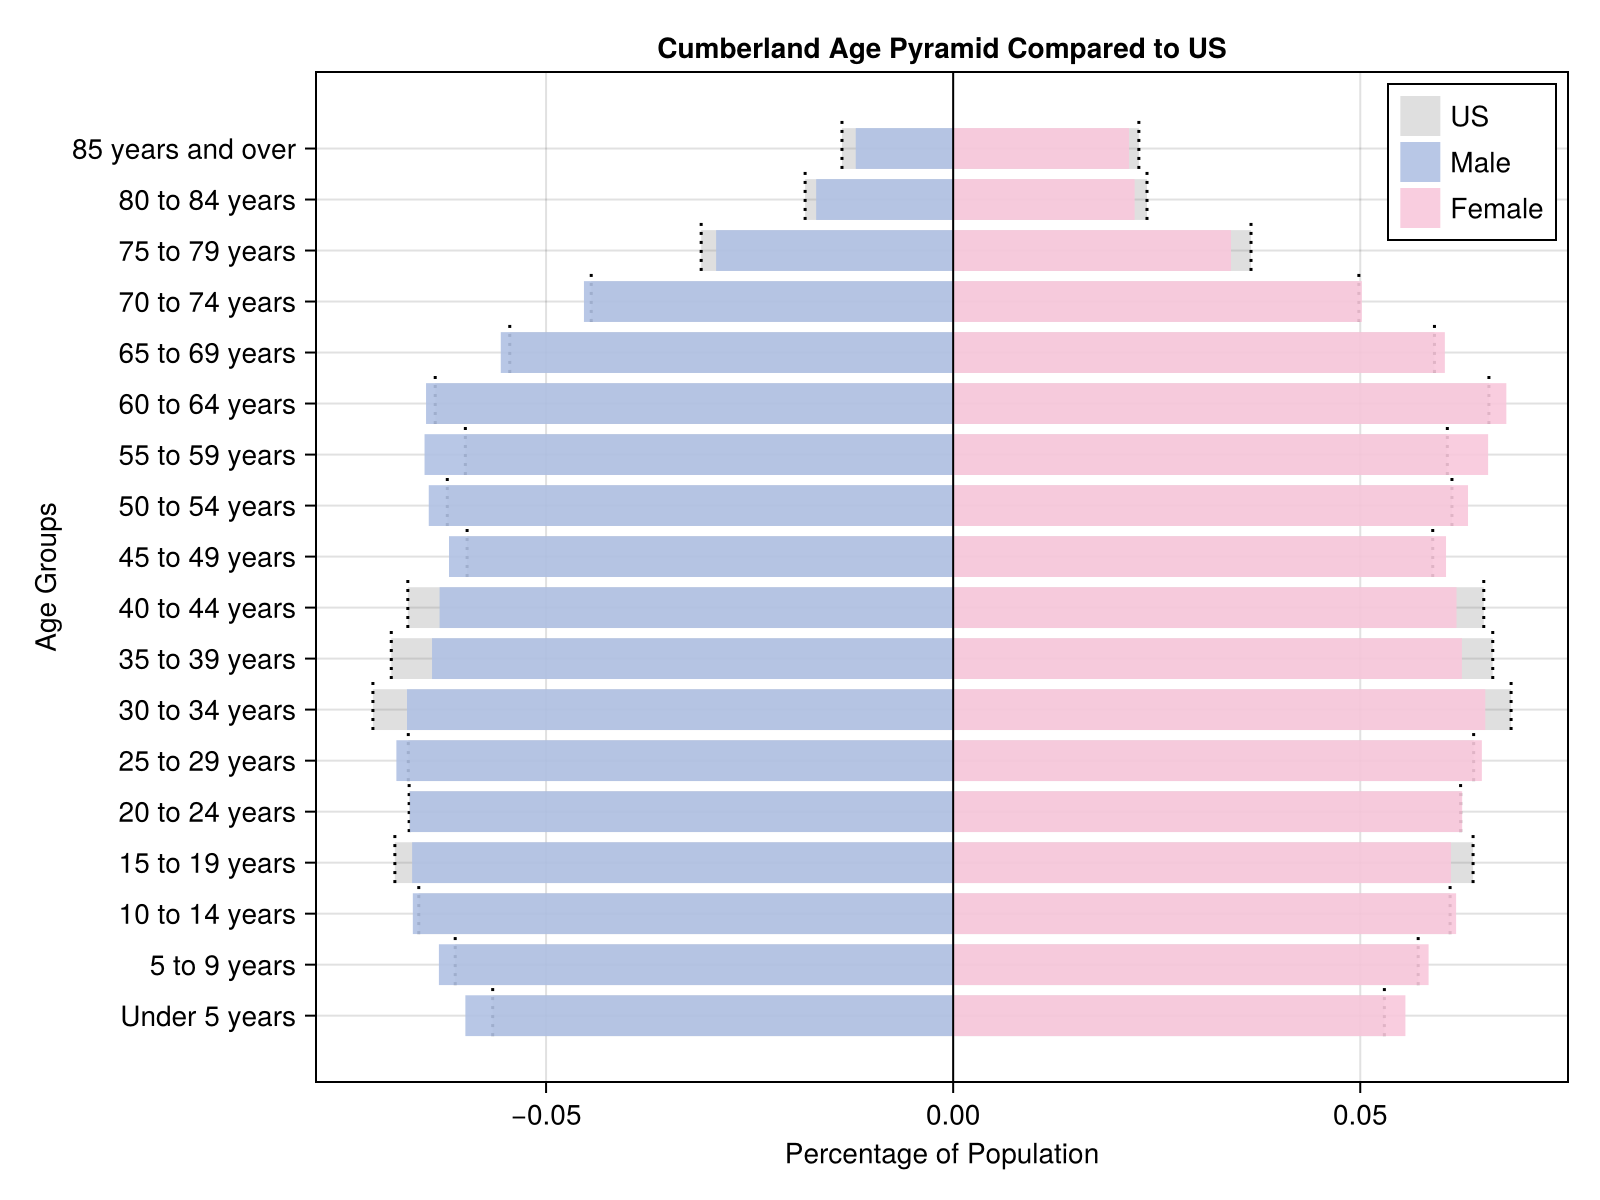 Cumberland Age Pyramid Compared to US
US
Male
Female
85 years and over
80 to 84 years
75 to 79 years
70 to 74 years
65 to 69 years
60 to 64 years
55 to 59 years
50 to 54 years
45 to 49 years
40 to 44 years
35 to 39 years
30 to 34 years
25 to 29 years
20 to 24 years
15 to 19 years
10 to 14 years
5 to 9 years
Under 5 years
Age Groups
−0.05 0.00 0.05
Percentage of Population